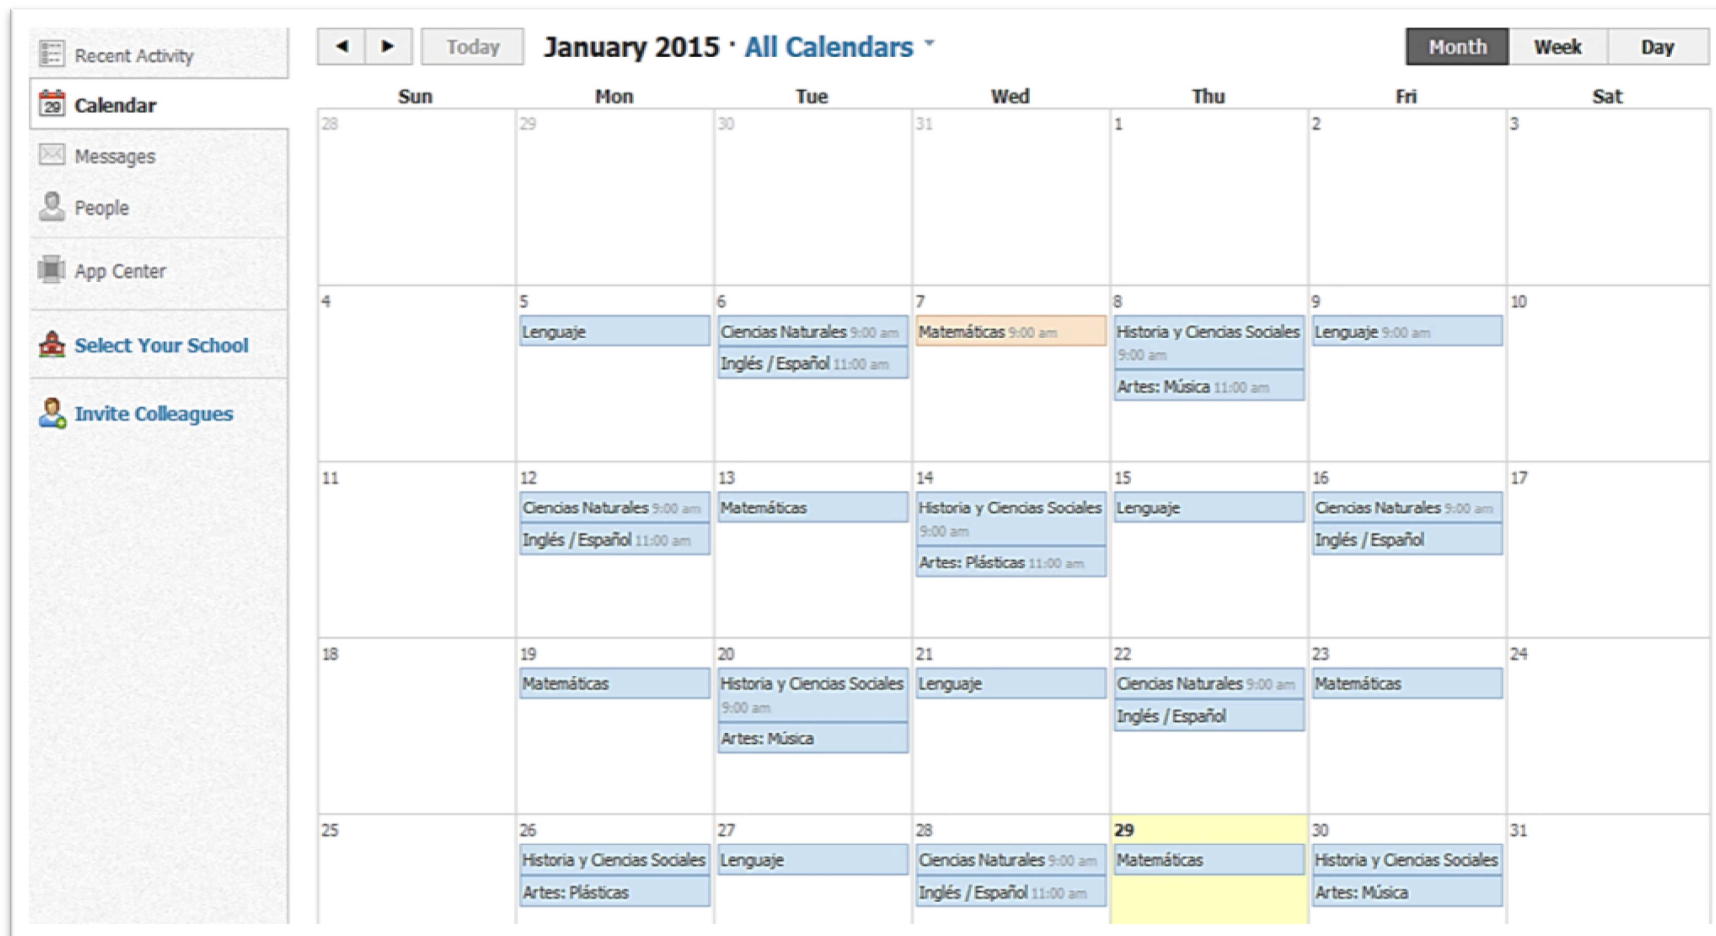 Recent Activity
29 Calendar
Messages
People
App Center
Select Your School
Invite Colleagues
Today January 2015 · All Calendars Month Week Day
Sun Mon Tue Wed Thu Fri Sat
28 29 30 31 1 2 3
4 5 6 7 8 9 10
Lenguaje
Ciencias Naturales 9:00 am
Inglés / Español 11:00 am
Matemáticas 9:00 am
Historia y Ciencias Sociales
9:00 am
Artes: Música 11:00 am
Lenguaje 9:00 am
11 12 13 14 15 16 17
Ciencias Naturales 9:00 am
Inglés / Español 11:00 am
Matemáticas
Historia y Ciencias Sociales
9:00 am
Artes: Plásticas 11:00 am
Lenguaje
Ciencias Naturales 9:00 am
Inglés / Español
18 19 20 21 22 23 24
Matemáticas
Historia y Ciencias Sociales
9:00 am
Artes: Música
Lenguaje
Ciencias Naturales 9:00 am
Inglés / Español
Matemáticas
25 26 27 28 29 30 31
Historia y Ciencias Sociales
Artes: Plásticas
Lenguaje
Ciencias Naturales 9:00 am
Inglés / Español 11:00 am
Matemáticas
Historia y Ciencias Sociales
Artes: Música